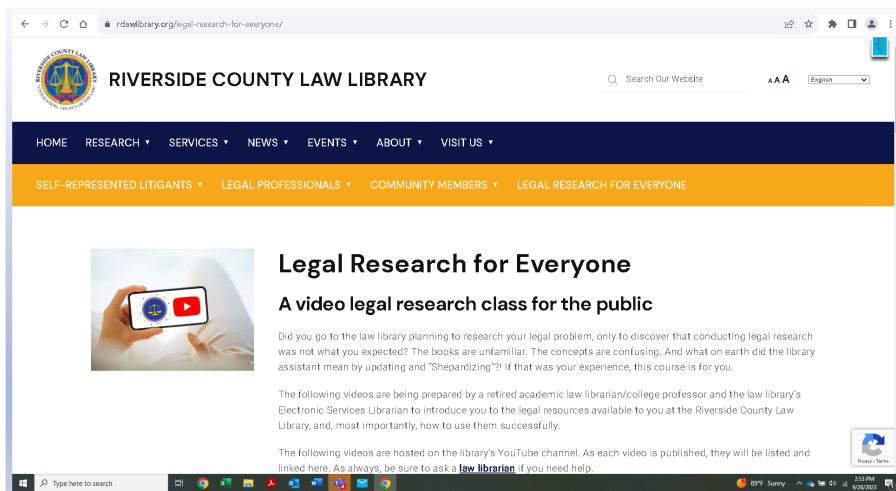 rclawlibrary.org/legal-research-for-everyone/
RIVERSIDE COUNTY LAW LIBRARY
Search Our Website
A A A
English
HOME RESEARCH SERVICES NEWS EVENTS ABOUT VISIT US
SELF-REPRESENTED LITIGANTS LEGAL PROFESSIONALS COMMUNITY MEMBERS LEGAL RESEARCH FOR EVERYONE
Legal Research for Everyone
A video legal research class for the public
Did you go to the law library planning to research your legal problem, only to discover that conducting legal research
was not what you expected? The books are unfamiliar. The concepts are confusing. And what on earth did the library
assistant mean by updating and "Shepardizing"?! If that was your experience, this course is for you.
The following videos are being prepared by a retired academic law librarian/college professor and the law library's
Electronic Services Librarian to introduce you to the legal resources available to you at the Riverside County Law
Library, and, most importantly, how to use them successfully.
The following videos are hosted on the library's YouTube channel. As each video is published, they will be listed and
linked here. As always, be sure to ask a law librarian if you need help.
Privacy - Terms
Type here to search
89°F Sunny
2:53 PM
9/26/2023